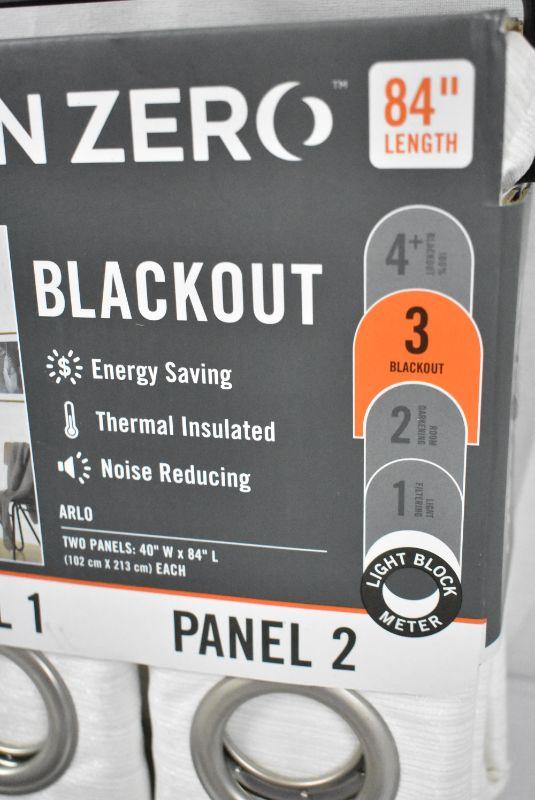 N ZERO™
84"
LENGTH
BLACKOUT
Energy Saving
Thermal Insulated
Noise Reducing
ARLO
TWO PANELS: 40" W x 84" L
(102 cm X 213 cm) EACH
4+
100%
BLACKOUT
3
BLACKOUT
2
ROOM
DARKENING
1
LIGHT
FILTERING
LIGHT BLOCK
METER
L 1
PANEL 2